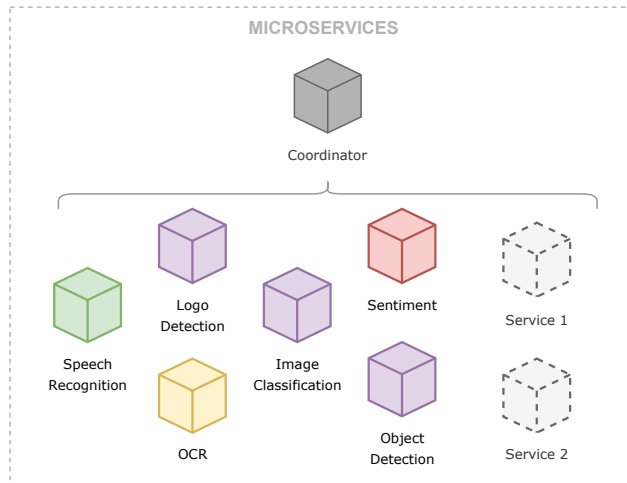 MICROSERVICES
Coordinator
Logo
Detection
Sentiment
Service 1
Speech
Recognition
Image
Classification
OCR
Object
Detection
Service 2